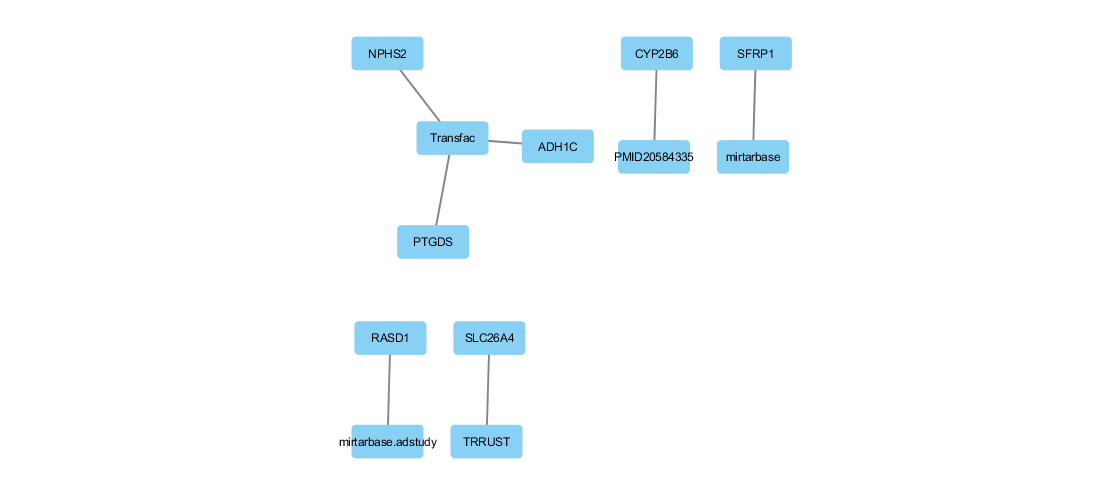 NPHS2
CYP2B6
SFRP1
Transfac
ADH1C
PMID20584335
mirtarbase
PTGDS
RASD1
SLC26A4
mirtarbase.adstudy
TRRUST